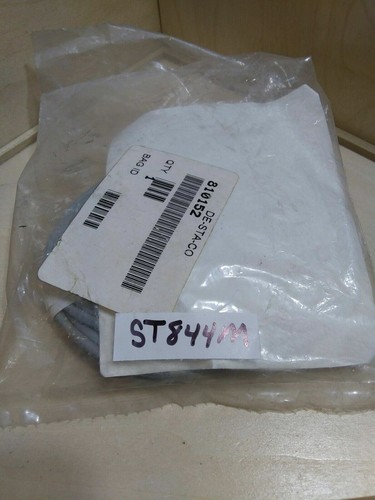 DE-STA-CO
810152
QTY 1
BAG ID
ST844M